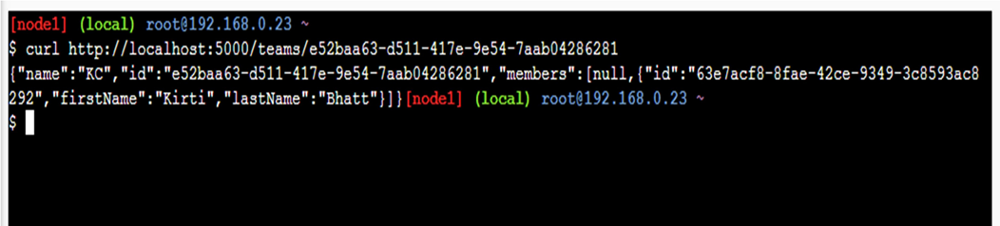 [node1] (local) root@192.168.0.23 ~
$ curl http://localhost:5000/teams/e52baa63-d511-417e-9e54-7aab04286281
{"name":"KC","id":"e52baa63-d511-417e-9e54-7aab04286281","members":[null,{"id":"63e7acf8-8fae-42ce-9349-3c8593ac8
292","firstName":"Kirti","lastName":"Bhatt"}]}[node1] (local) root@192.168.0.23 ~
$